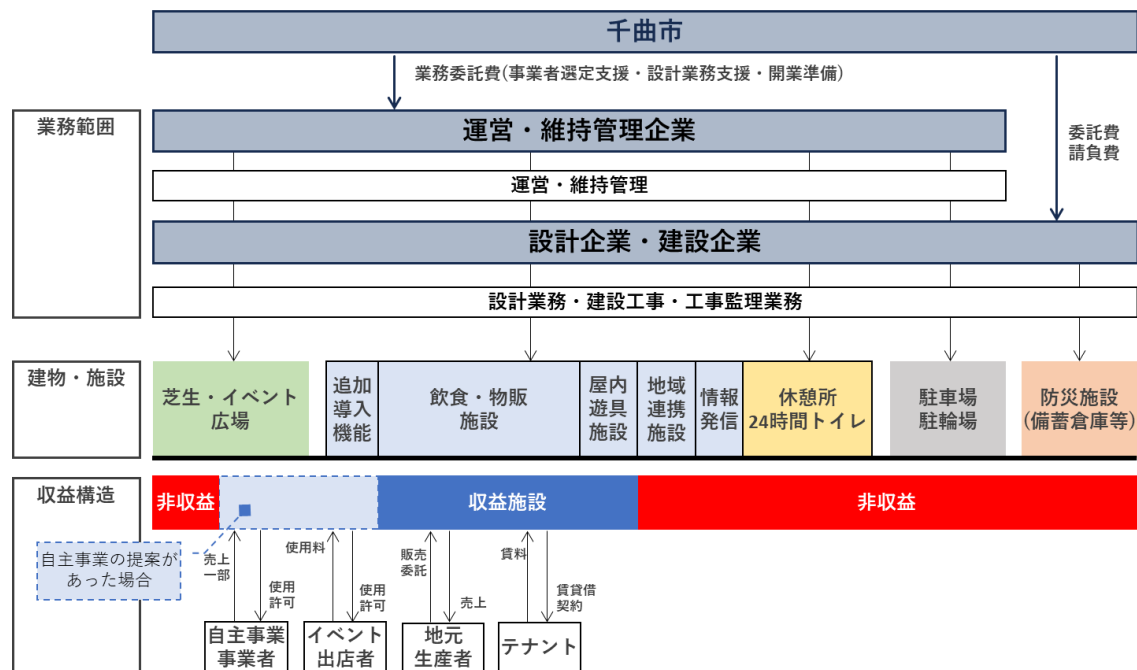 千曲市
業務委託費(事業者選定支援・設計業務支援・開業準備)
業務範囲
運営・維持管理企業
委託費
請負費
運営・維持管理
設計企業・建設企業
設計業務・建設工事・工事監理業務
建物・施設
芝生・イベント
広場
追加
導入
機能
飲食・物販
施設
屋内
遊具
施設
地域
連携
施設
情報
発信
休憩所
24時間トイレ
駐車場
駐輪場
防災施設
(備蓄倉庫等)
収益構造
非収益
収益施設
非収益
自主事業の提案が
あった場合
売上
一部
使用
許可
使用料
使用
許可
販売
委託
売上
賃料
賃貸借
契約
自主事業
事業者
イベント
出店者
地元
生産者
テナント